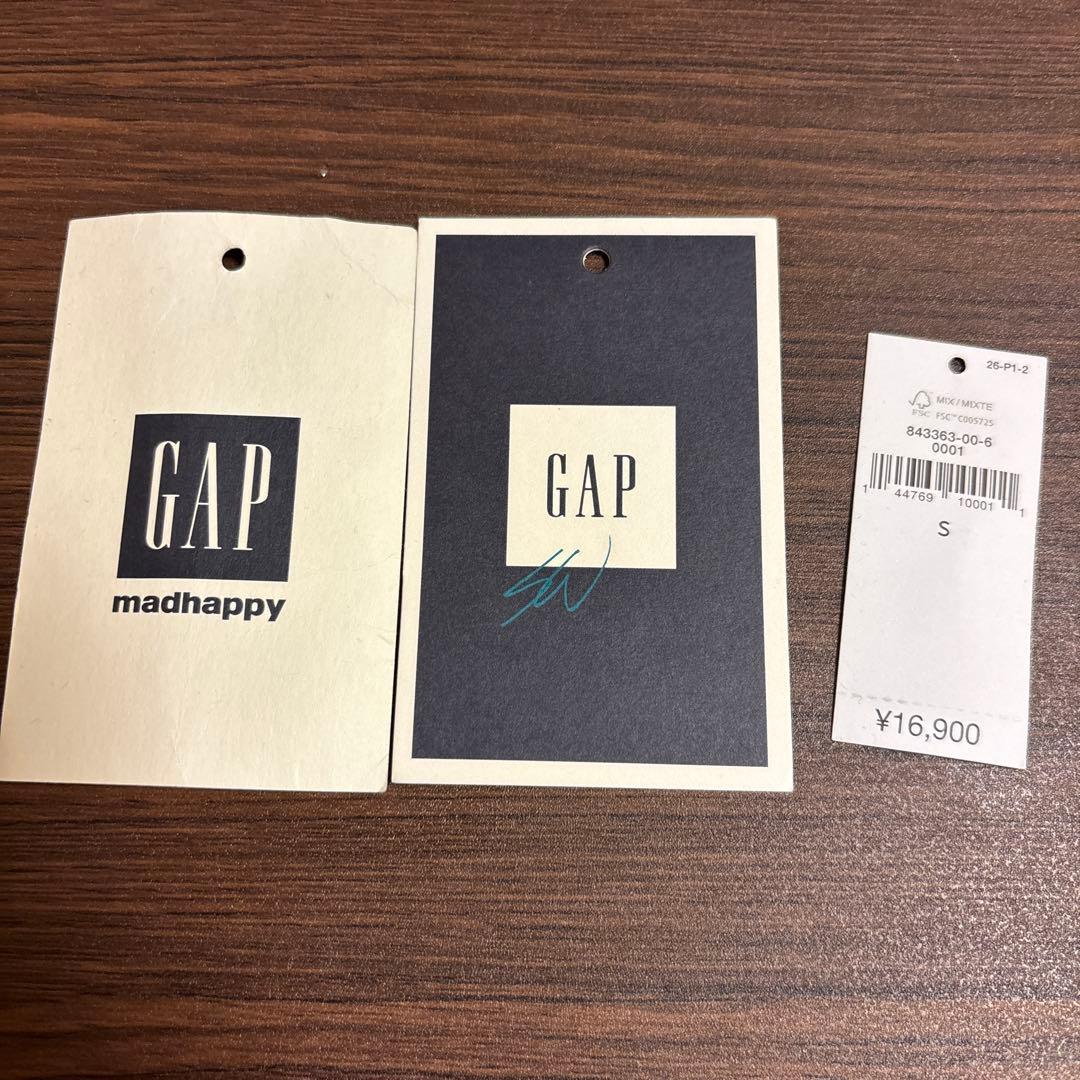 GAP
madhappy
GAP
SW
26-P1-2
FSC MIX / MIXTE
FSC™ C005725
843363-00-6
0001
1 44769 10001 1
S
¥16,900